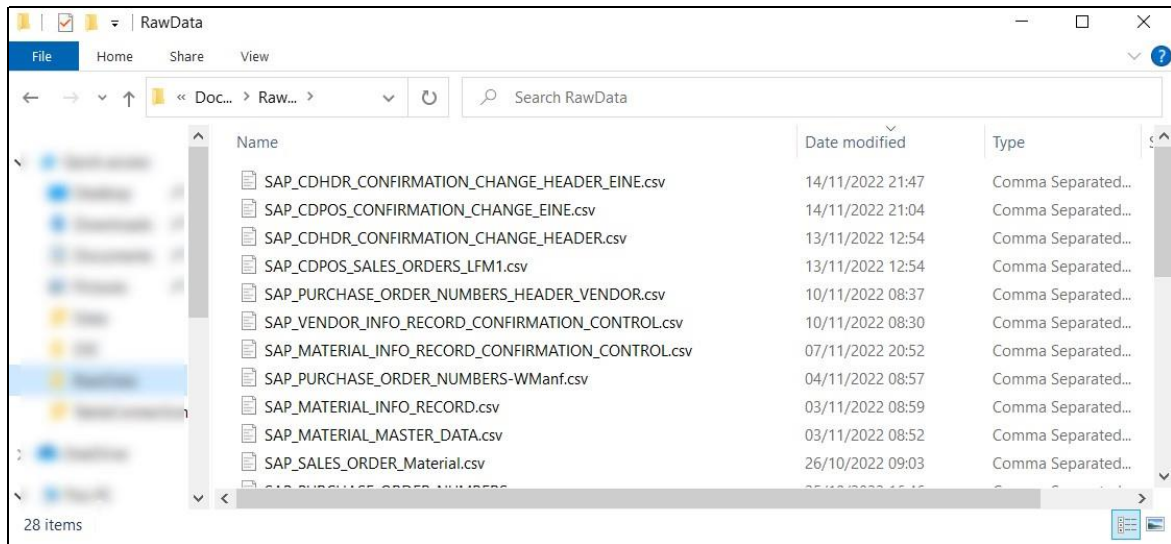 RawData
File Home Share View
« Doc... > Raw... > Search RawData
Name Date modified Type
SAP_CDHDR_CONFIRMATION_CHANGE_HEADER_EINE.csv 14/11/2022 21:47 Comma Separated...
SAP_CDPOS_CONFIRMATION_CHANGE_EINE.csv 14/11/2022 21:04 Comma Separated...
SAP_CDHDR_CONFIRMATION_CHANGE_HEADER.csv 13/11/2022 12:54 Comma Separated...
SAP_CDPOS_SALES_ORDERS_LFM1.csv 13/11/2022 12:54 Comma Separated...
SAP_PURCHASE_ORDER_NUMBERS_HEADER_VENDOR.csv 10/11/2022 08:37 Comma Separated...
SAP_VENDOR_INFO_RECORD_CONFIRMATION_CONTROL.csv 10/11/2022 08:30 Comma Separated...
SAP_MATERIAL_INFO_RECORD_CONFIRMATION_CONTROL.csv 07/11/2022 20:52 Comma Separated...
SAP_PURCHASE_ORDER_NUMBERS-WManf.csv 04/11/2022 08:57 Comma Separated...
SAP_MATERIAL_INFO_RECORD.csv 03/11/2022 08:59 Comma Separated...
SAP_MATERIAL_MASTER_DATA.csv 03/11/2022 08:52 Comma Separated...
SAP_SALES_ORDER_Material.csv 26/10/2022 09:03 Comma Separated...
28 items